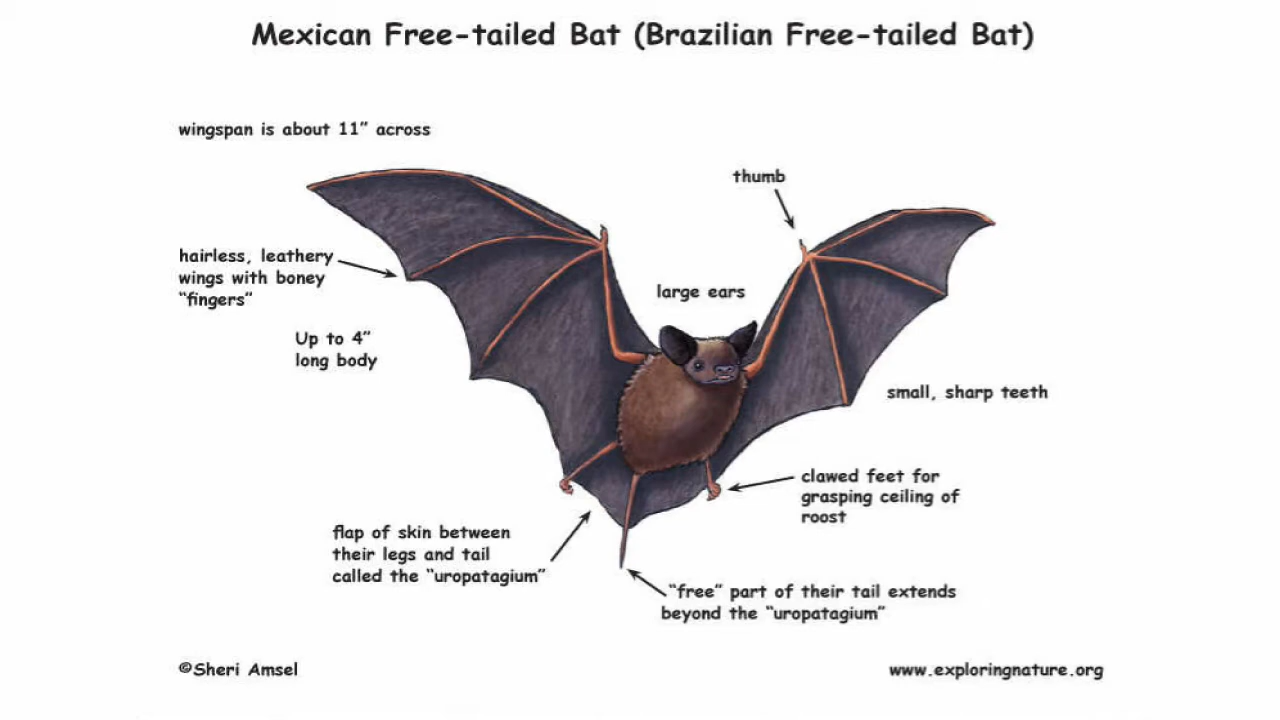 Mexican Free-tailed Bat (Brazilian Free-tailed Bat)
wingspan is about 11” across
thumb
hairless, leathery
wings with boney
“fingers”
large ears
Up to 4”
long body
small, sharp teeth
clawed feet for
grasping ceiling of
roost
flap of skin between
their legs and tail
called the “uropatagium”
“free” part of their tail extends
beyond the “uropatagium”
©Sheri Amsel
www.exploringnature.org